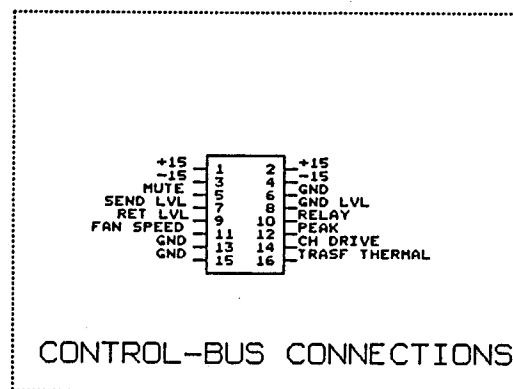 +15 1 2 +15
-15 3 4 -15
MUTE 5 6 GND
SEND LVL 7 8 GND LVL
RET LVL 9 10 RELAY
FAN SPEED 11 12 PEAK
GND 13 14 CH DRIVE
GND 15 16 TRASF THERMAL
CONTROL-BUS CONNECTIONS